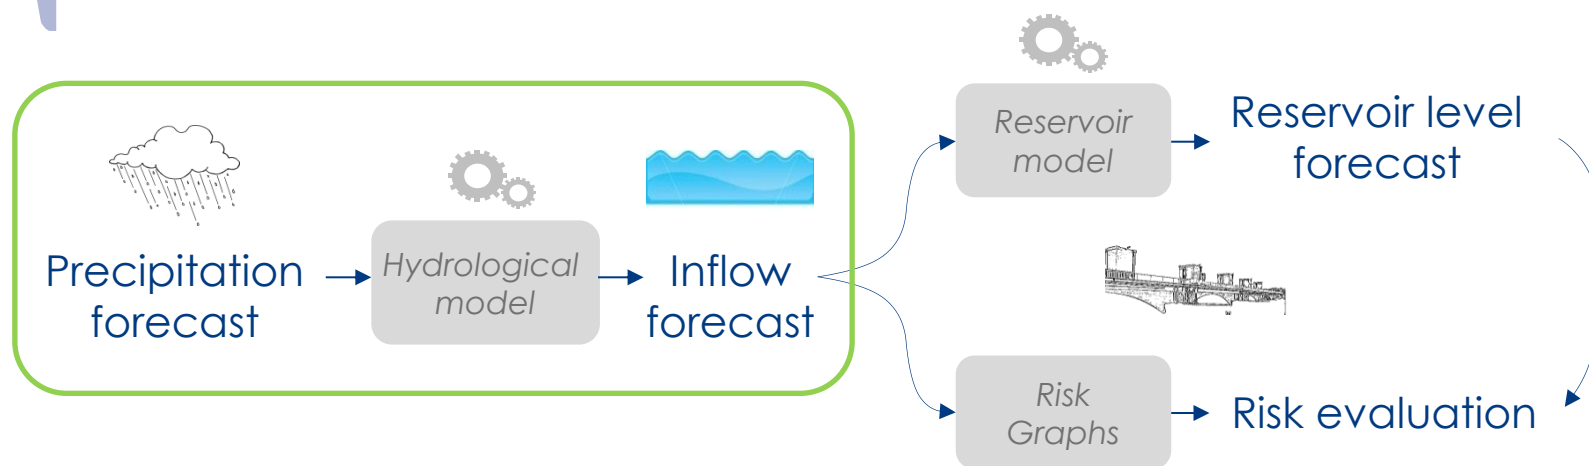 Precipitation
forecast
Hydrological
model
Inflow
forecast
Reservoir
model
Reservoir level
forecast
Risk
Graphs
Risk evaluation